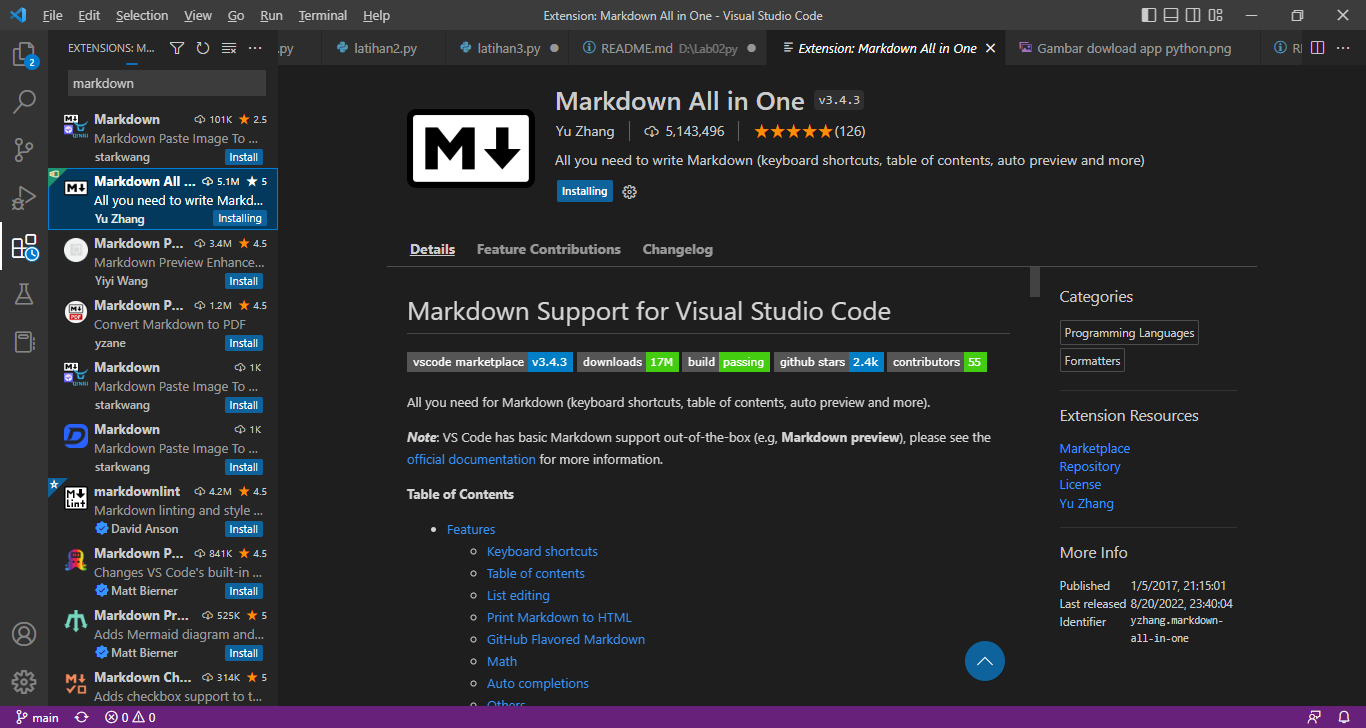 File Edit Selection View Go Run Terminal Help
Extension: Markdown All in One - Visual Studio Code
2
EXTENSIONS: M...
.py
latihan2.py
latihan3.py
README.md D:\Lab02py
Extension: Markdown All in One
Gambar dowload app python.png
markdown
Markdown 101K 2.5
Markdown Paste Image To ...
starkwang Install
Markdown All ... 5.1M 5
All you need to write Markd...
Yu Zhang Installing
Markdown P... 3.4M 4.5
Markdown Preview Enhance...
Yiyi Wang Install
Markdown P... 1.2M 4.5
Convert Markdown to PDF
yzane Install
Markdown 1K
Markdown Paste Image To ...
starkwang Install
Markdown 1K
Markdown Paste Image To ...
starkwang Install
markdownlint 4.2M 4.5
Markdown linting and style ...
David Anson Install
Markdown P... 841K 4.5
Changes VS Code's built-in ...
Matt Bierner Install
Markdown Pr... 525K 5
Adds Mermaid diagram and...
Matt Bierner Install
Markdown Ch... 314K 5
Adds checkbox support to t...
Markdown All in One v3.4.3
Yu Zhang 5,143,496 (126)
All you need to write Markdown (keyboard shortcuts, table of contents, auto preview and more)
Installing
Details Feature Contributions Changelog
Markdown Support for Visual Studio Code
vscode marketplace v3.4.3 downloads 17M build passing github stars 2.4k contributors 55
All you need for Markdown (keyboard shortcuts, table of contents, auto preview and more).
Note: VS Code has basic Markdown support out-of-the-box (e.g, Markdown preview), please see the
official documentation for more information.
Table of Contents
Features
Keyboard shortcuts
Table of contents
List editing
Print Markdown to HTML
GitHub Flavored Markdown
Math
Auto completions
Others
Categories
Programming Languages
Formatters
Extension Resources
Marketplace
Repository
License
Yu Zhang
More Info
Published 1/5/2017, 21:15:01
Last released 8/20/2022, 23:40:04
Identifier yzhang.markdown-
all-in-one
main 0 0